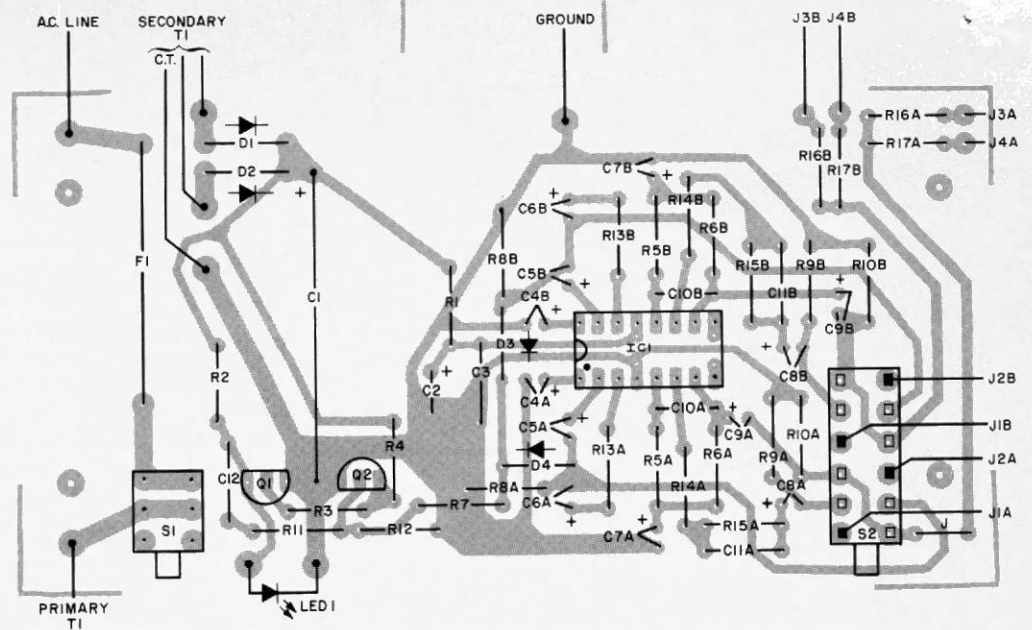 A.C. LINE
SECONDARY
T1
C.T.
GROUND
J3B J4B
D1
D2
+
R16A
J3A
R17A
J4A
R16B
R17B
C7B
+
R14B
C6B
+
R13B
R5B
R6B
R8B
F1
C1
R1
C5B
+
R15B
C11B
R9B
R10B
C4B
+
C10B
+
C9B
D3
IC1
R2
C2
+
C3
+
C8B
C4A
+
J2B
C10A
C5A
+
+
C9A
J1B
R4
R13A
R5A
R6A
R9A
R10A
C12
Q1
Q2
D4
J2A
R8A
R14A
C8A
+
R3
R7
C6A
+
R11
R12
R15A
J1A
S1
C7A
+
C11A
S2
J
LED1
PRIMARY
T1